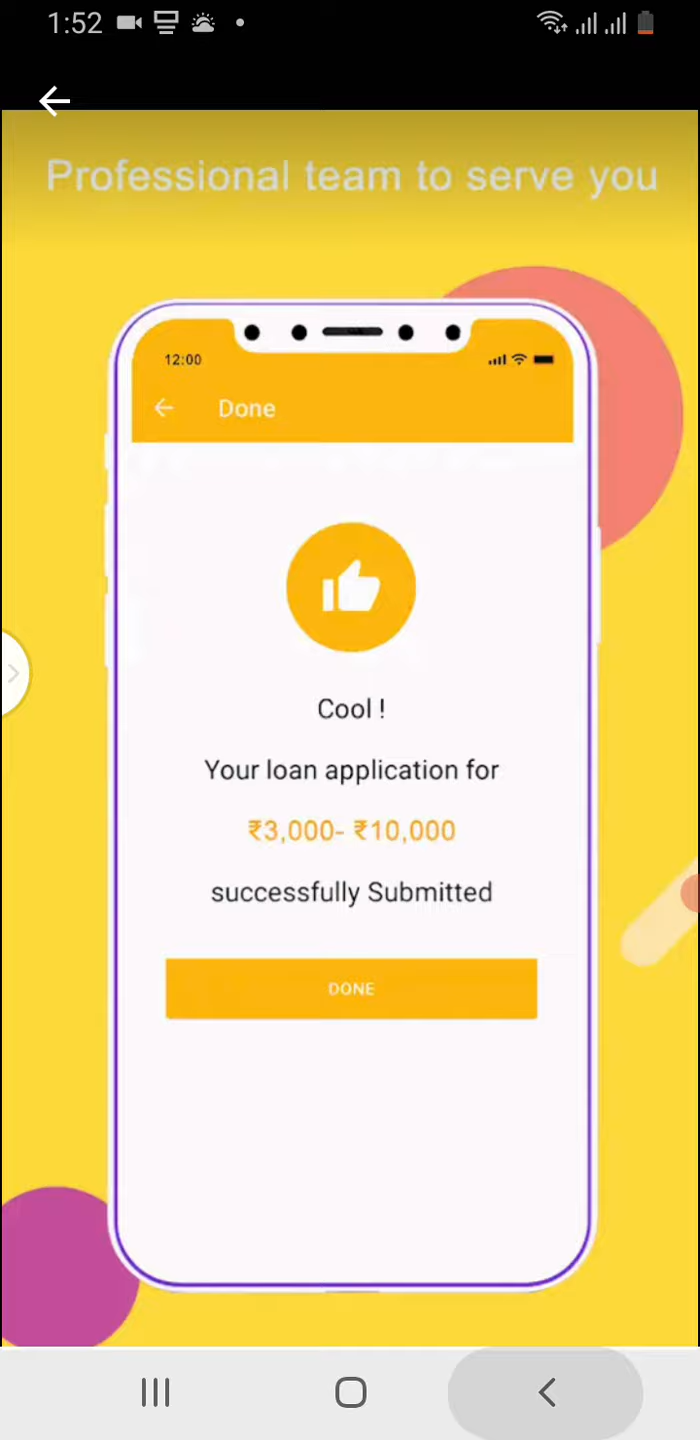 1:52
Professional team to serve you
12:00
Done
Cool !
Your loan application for
₹3,000- ₹10,000
successfully Submitted
DONE